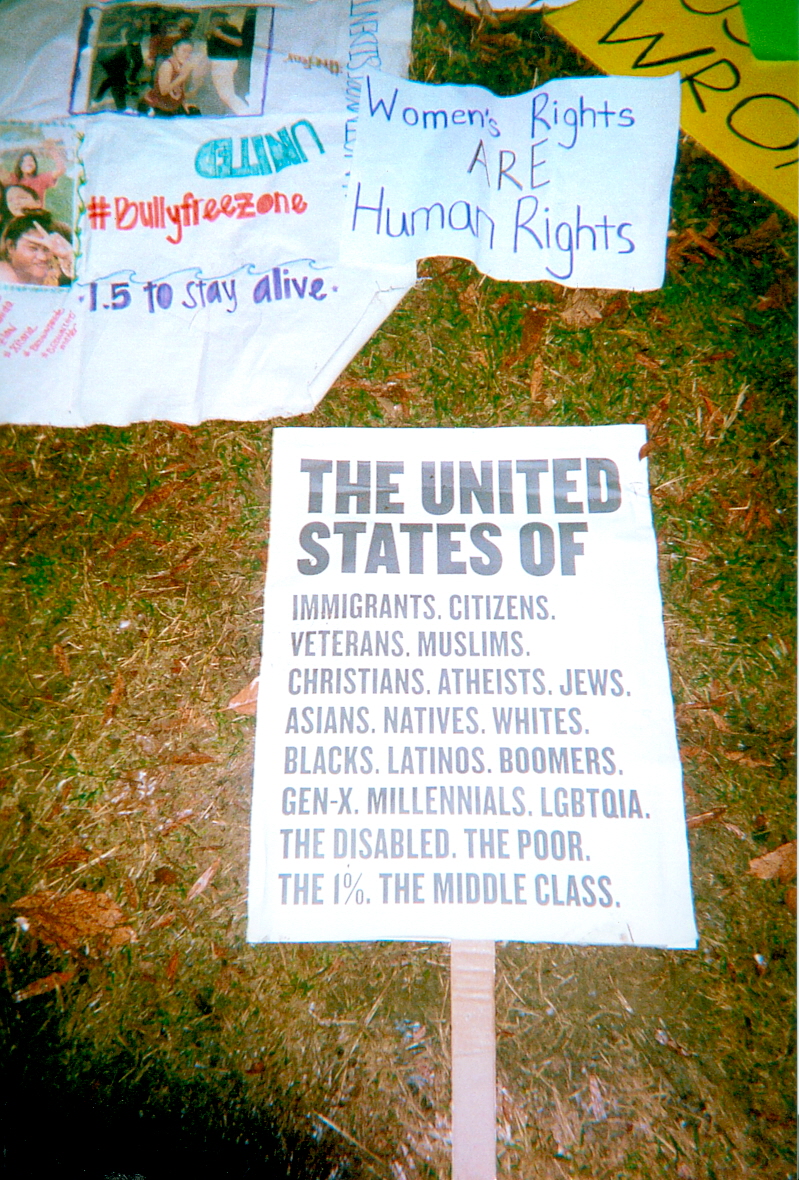 WRO
Women's Rights
ARE
Human Rights
UNITED
#Bullyfreezone
1.5 to stay alive.
THE UNITED
STATES OF
IMMIGRANTS. CITIZENS.
VETERANS. MUSLIMS.
CHRISTIANS. ATHEISTS. JEWS.
ASIANS. NATIVES. WHITES.
BLACKS. LATINOS. BOOMERS.
GEN-X. MILLENNIALS. LGBTQIA.
THE DISABLED. THE POOR.
THE 1%. THE MIDDLE CLASS.